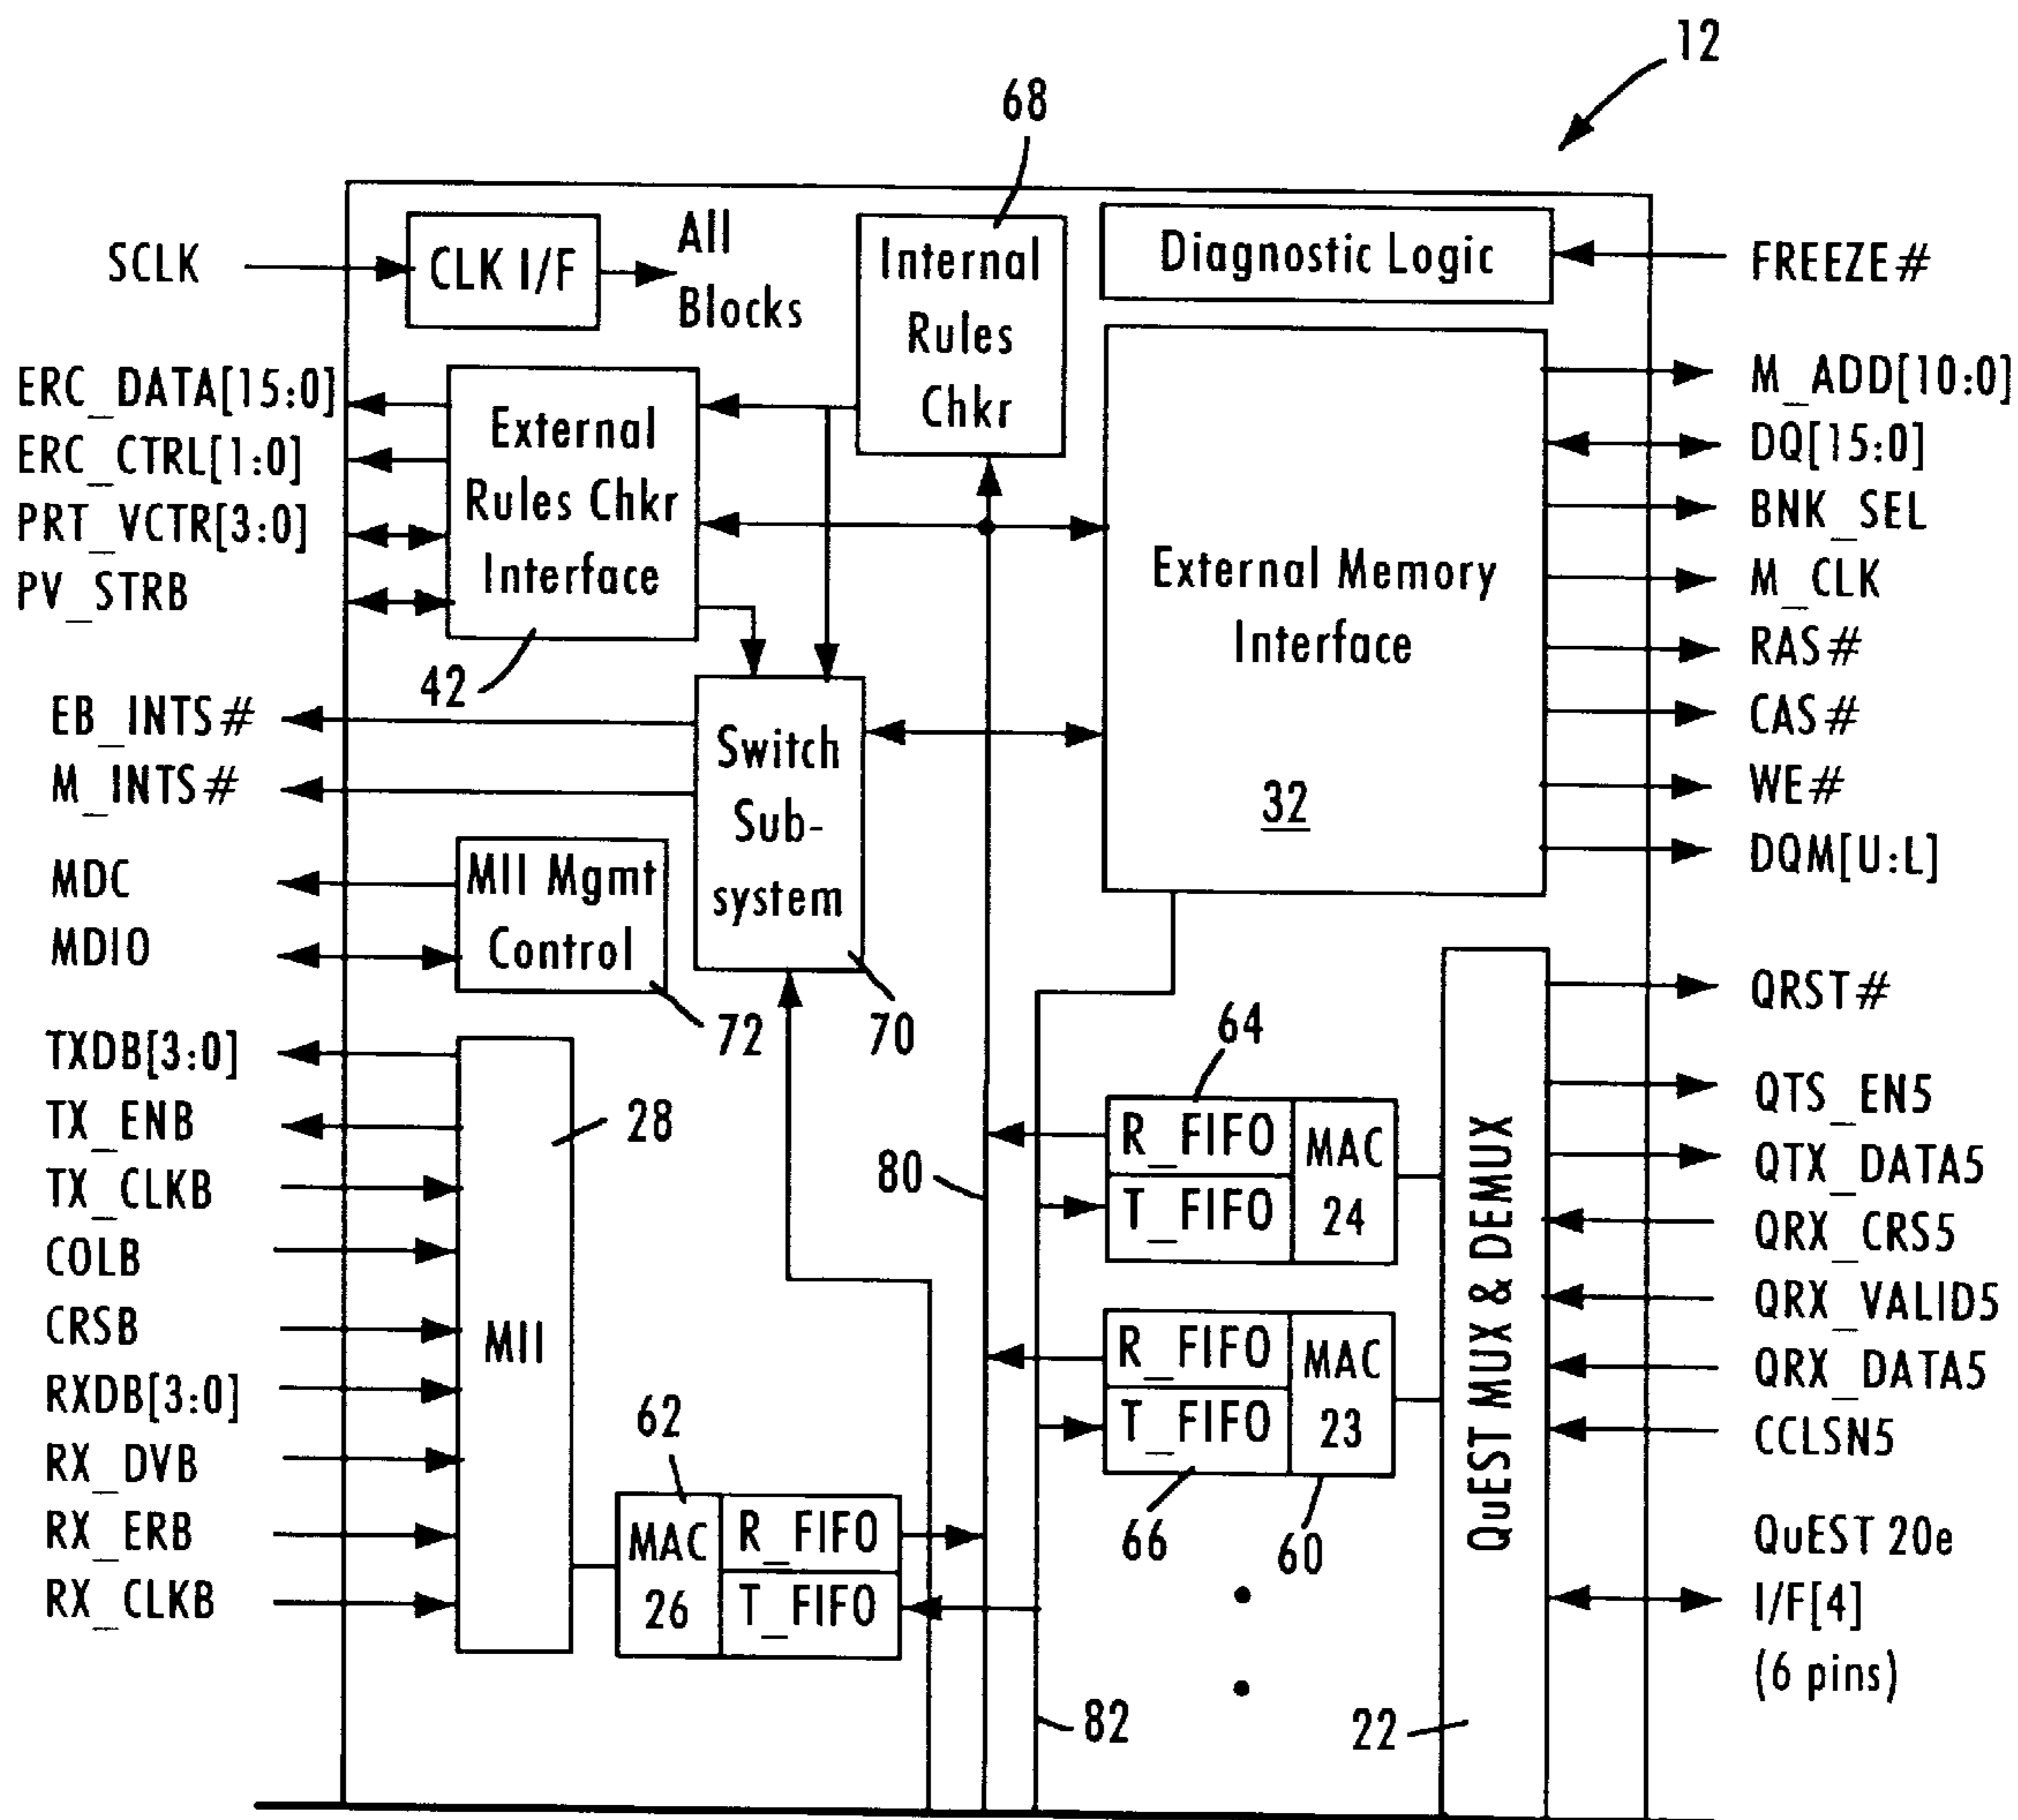 12
68
SCLK
CLK I/F
All
Blocks
Internal
Rules
Chkr
Diagnostic Logic
FREEZE#
ERC_DATA[15:0]
ERC_CTRL[1:0]
PRT_VCTR[3:0]
PV_STRB
External
Rules Chkr
Interface
42
External Memory
Interface
32
M_ADD[10:0]
DQ[15:0]
BNK_SEL
M_CLK
RAS#
CAS#
WE#
DQM[U:L]
EB_INTS#
M_INTS#
Switch
Sub-
system
70
MDC
MDIO
MII Mgmt
Control
72
TXDB[3:0]
TX_ENB
TX_CLKB
COLB
CRSB
RXDB[3:0]
RX_DVB
RX_ERB
RX_CLKB
MII
28
62
MAC
26
R_FIFO
T_FIFO
80
82
64
R_FIFO
T_FIFO
MAC
24
R_FIFO
T_FIFO
MAC
23
66
60
QuEST MUX & DEMUX
22
QRST#
QTS_EN5
QTX_DATA5
QRX_CRS5
QRX_VALID5
QRX_DATA5
CCLSN5
QuEST 20e
I/F[4]
(6 pins)